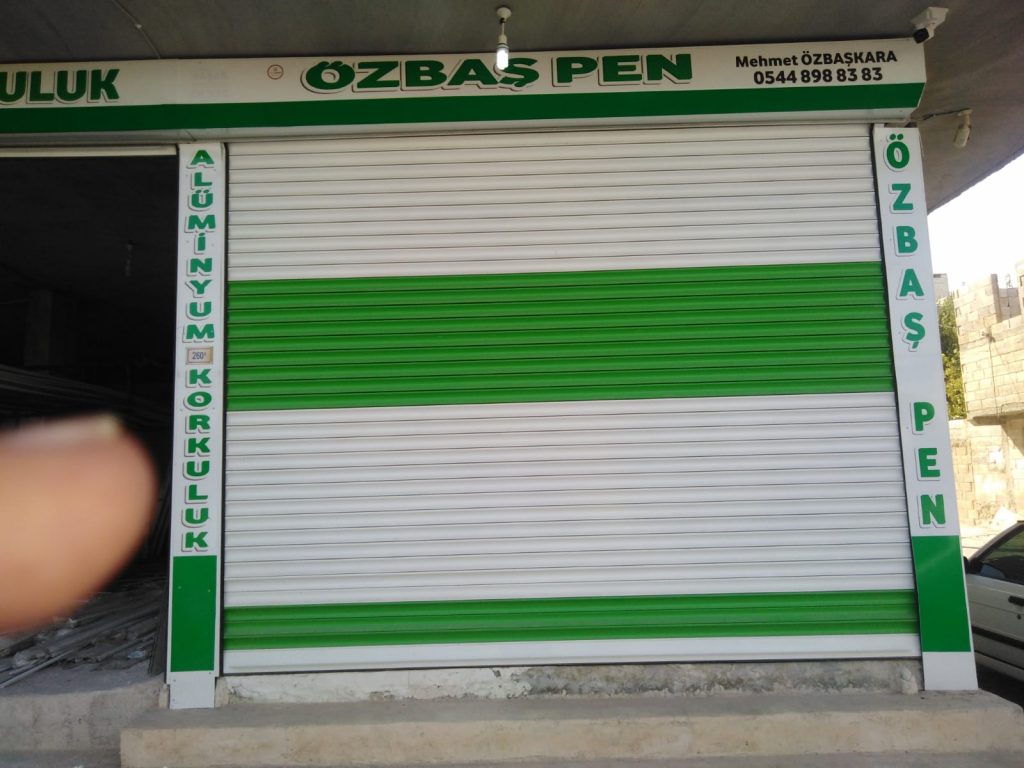 ULUK
ÖZBAŞ PEN
Mehmet ÖZBAŞKARA
0544 898 83 83
ALÜMİNYUM KORKULUK
ÖZBAŞ PEN